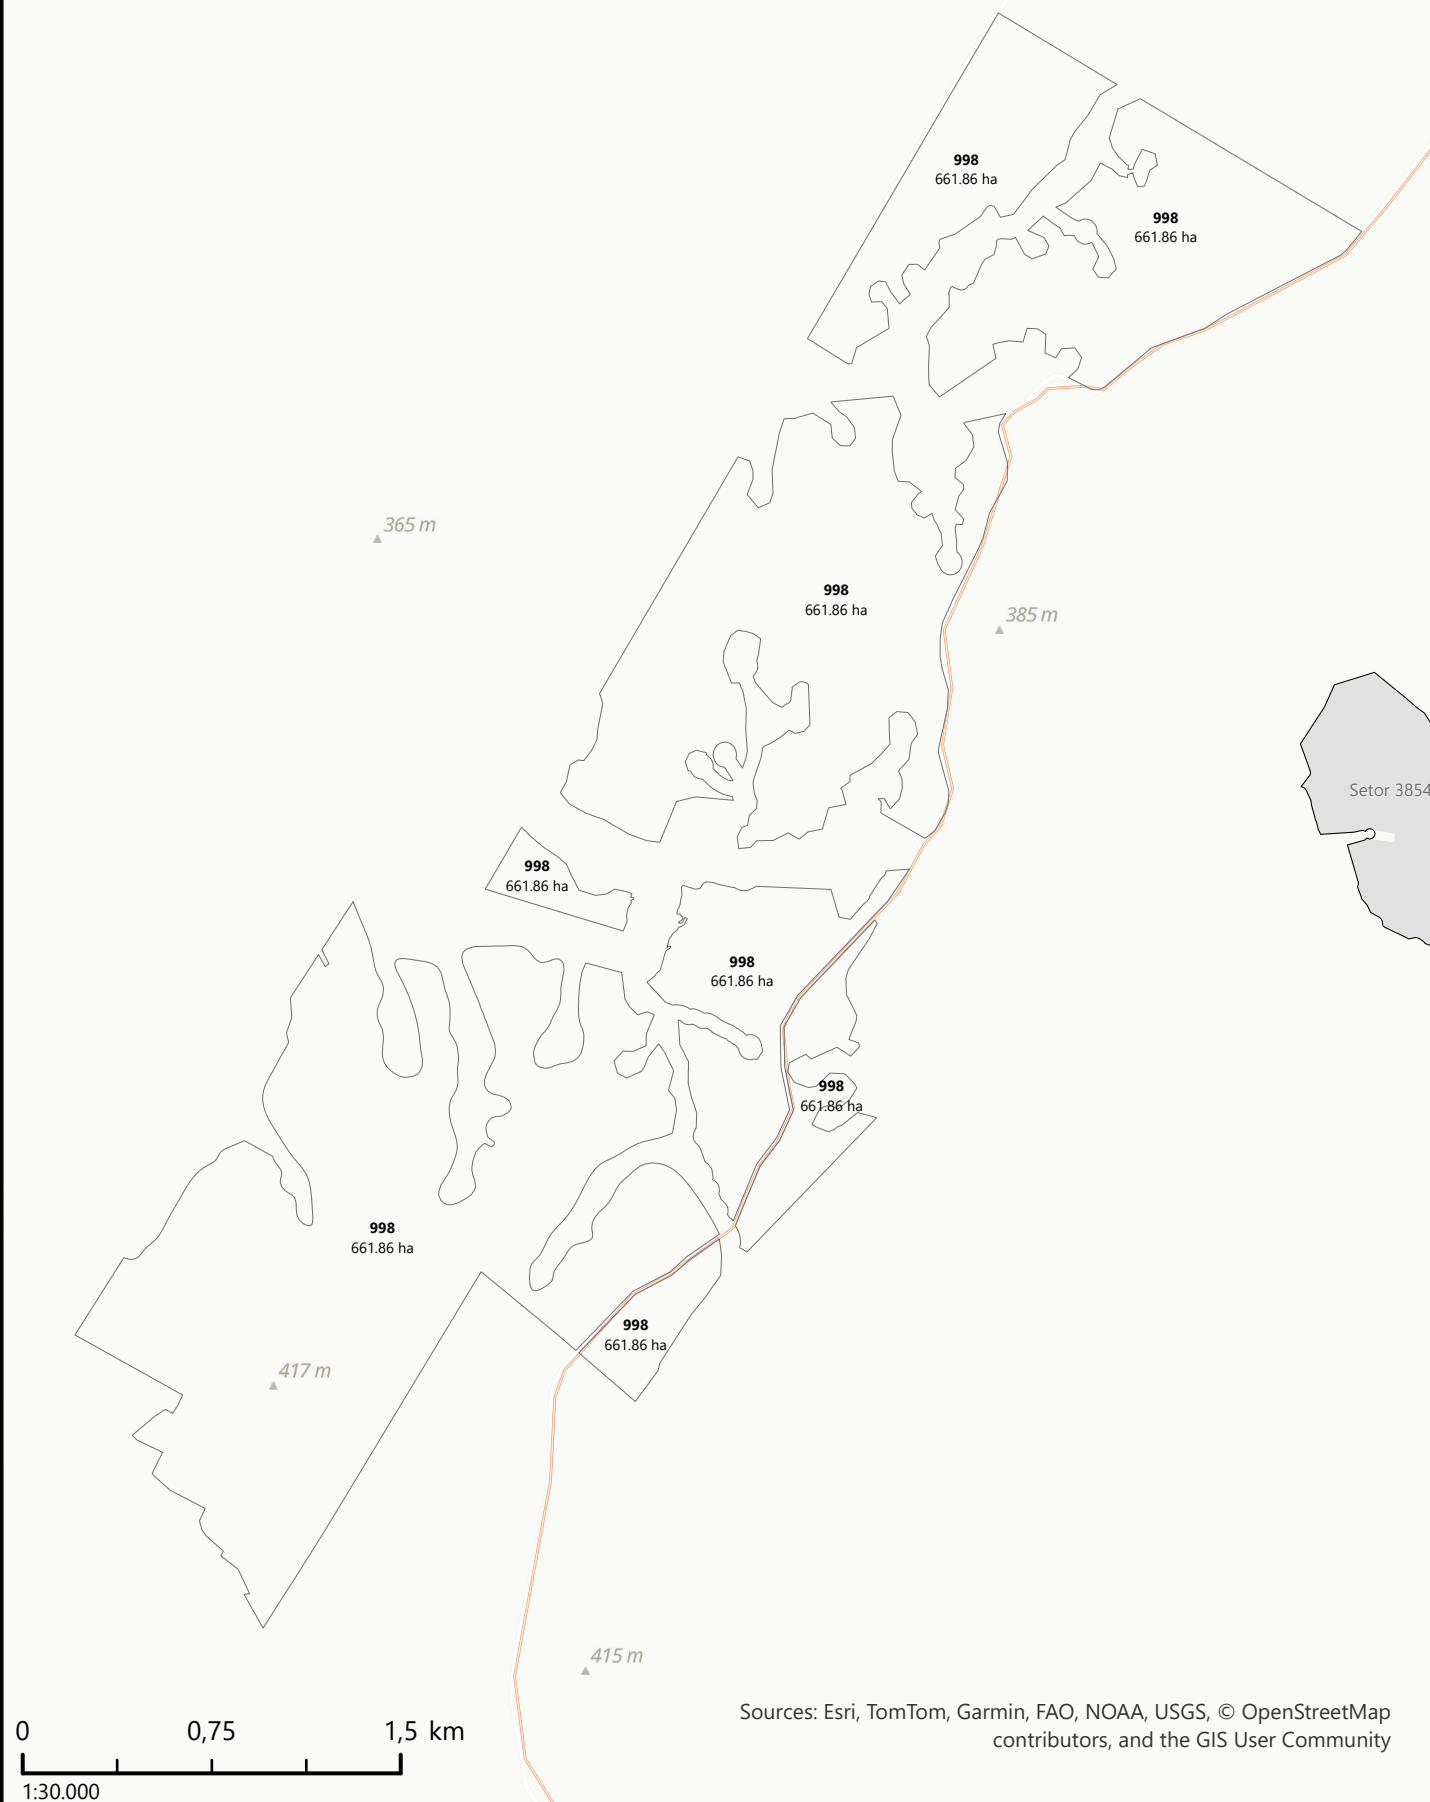 998
661.86 ha
998
661.86 ha
365 m
998
661.86 ha
385 m
Setor 3854
998
661.86 ha
998
661.86 ha
998
661.86 ha
998
661.86 ha
998
661.86 ha
417 m
415 m
Sources: Esri, TomTom, Garmin, FAO, NOAA, USGS, © OpenStreetMap
contributors, and the GIS User Community
0 0,75 1,5 km
1:30.000